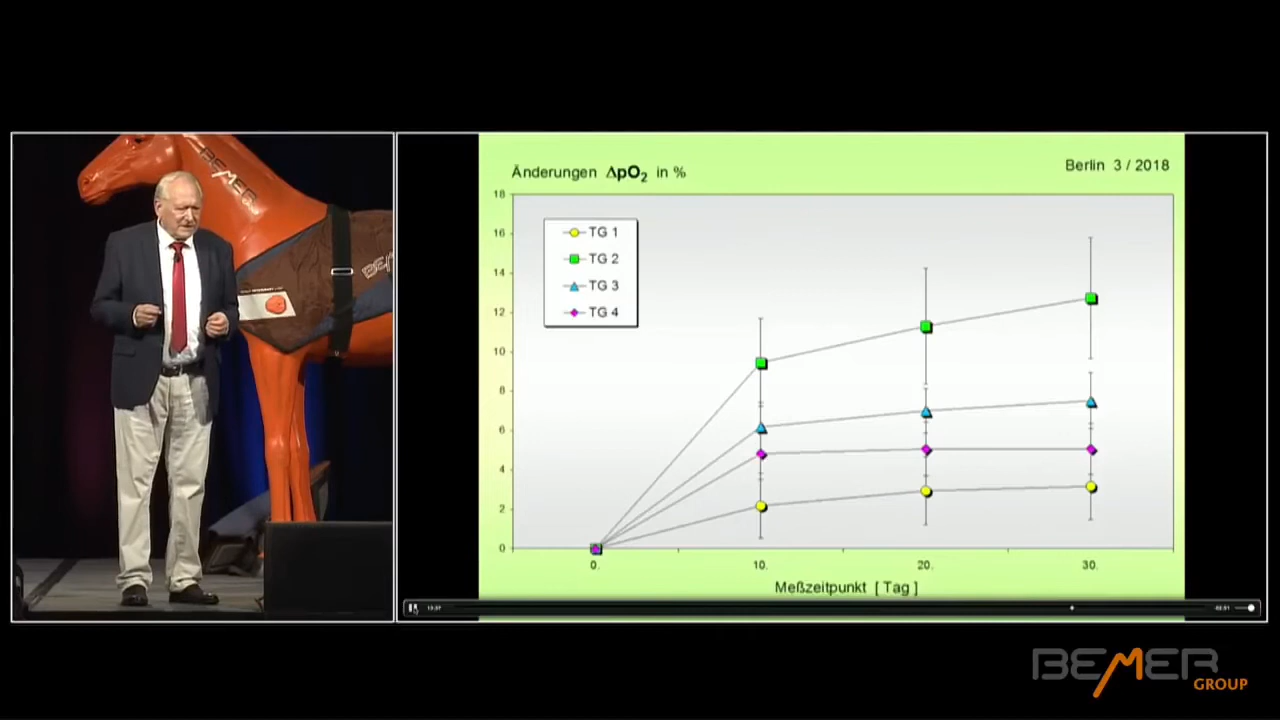 BEMER
Änderungen ΔpO₂ in %
Berlin 3 / 2018
18
16
14
12
10
8
6
4
2
0
TG 1
TG 2
TG 3
TG 4
0.
10.
20.
30.
Meßzeitpunkt [ Tag ]
BEMER
GROUP